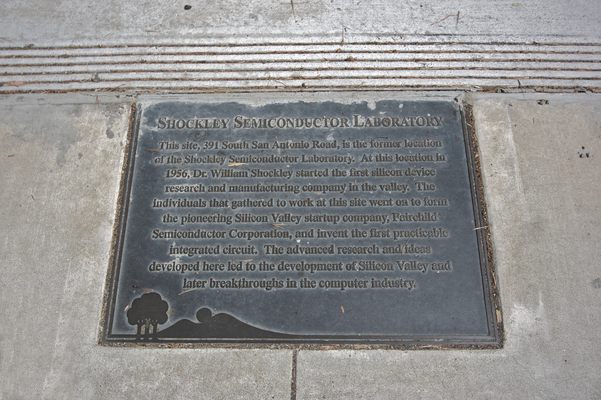 SHOCKLEY SEMICONDUCTOR LABORATORY
This site, 391 South San Antonio Road, is the former location
of the Shockley Semiconductor Laboratory. At this location in
1956, Dr. William Shockley started the first silicon device
research and manufacturing company in the valley. The
individuals that gathered to work at this site went on to form
the pioneering Silicon Valley startup company, Fairchild
Semiconductor Corporation, and invent the first practicable
integrated circuit. The advanced research and ideas
developed here led to the development of Silicon Valley and
later breakthroughs in the computer industry.